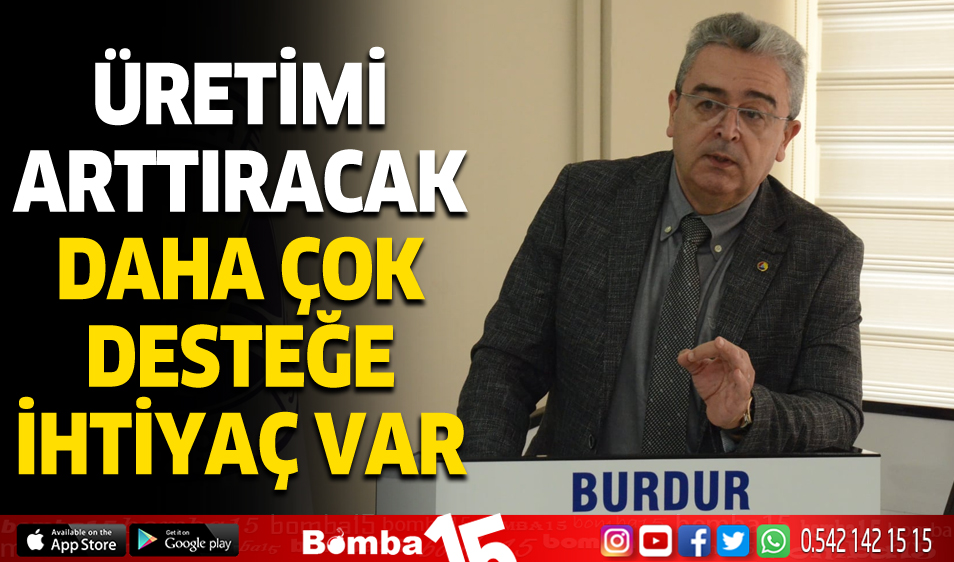 ÜRETİMİ
ARTTIRACAK
DAHA ÇOK
DESTEĞE
İHTİYAÇ VAR
BURDUR
Available on the
App Store
Get it on
Google play
Bomba 15
0.542 142 15 15